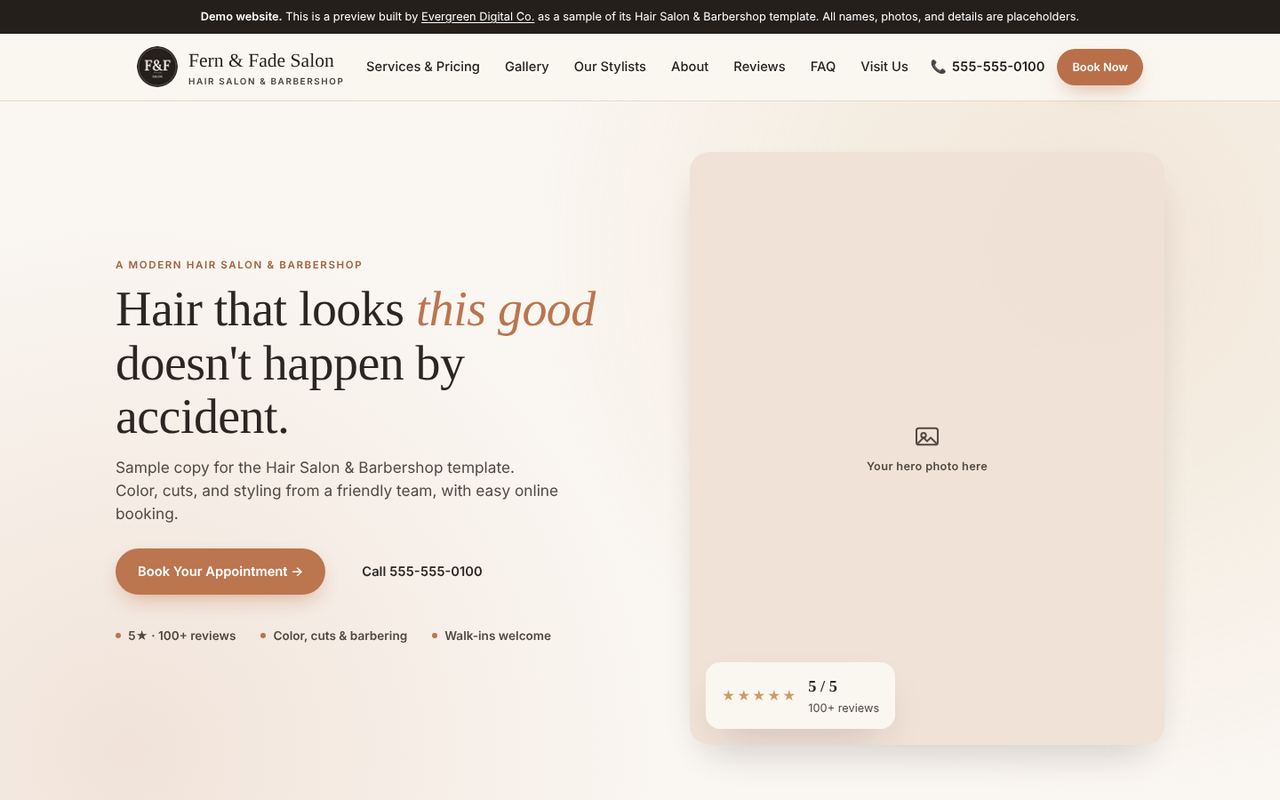 Demo website. This is a preview built by Evergreen Digital Co. as a sample of its Hair Salon & Barbershop template. All names, photos, and details are placeholders.
F&F
Fern & Fade Salon
HAIR SALON & BARBERSHOP
Services & Pricing
Gallery
Our Stylists
About
Reviews
FAQ
Visit Us
📞 555-555-0100
Book Now
A MODERN HAIR SALON & BARBERSHOP
Hair that looks this good
doesn't happen by
accident.
Sample copy for the Hair Salon & Barbershop template.
Color, cuts, and styling from a friendly team, with easy online
booking.
Book Your Appointment →
Call 555-555-0100
5★ · 100+ reviews
Color, cuts & barbering
Walk-ins welcome
Your hero photo here
★★★★★
5 / 5
100+ reviews